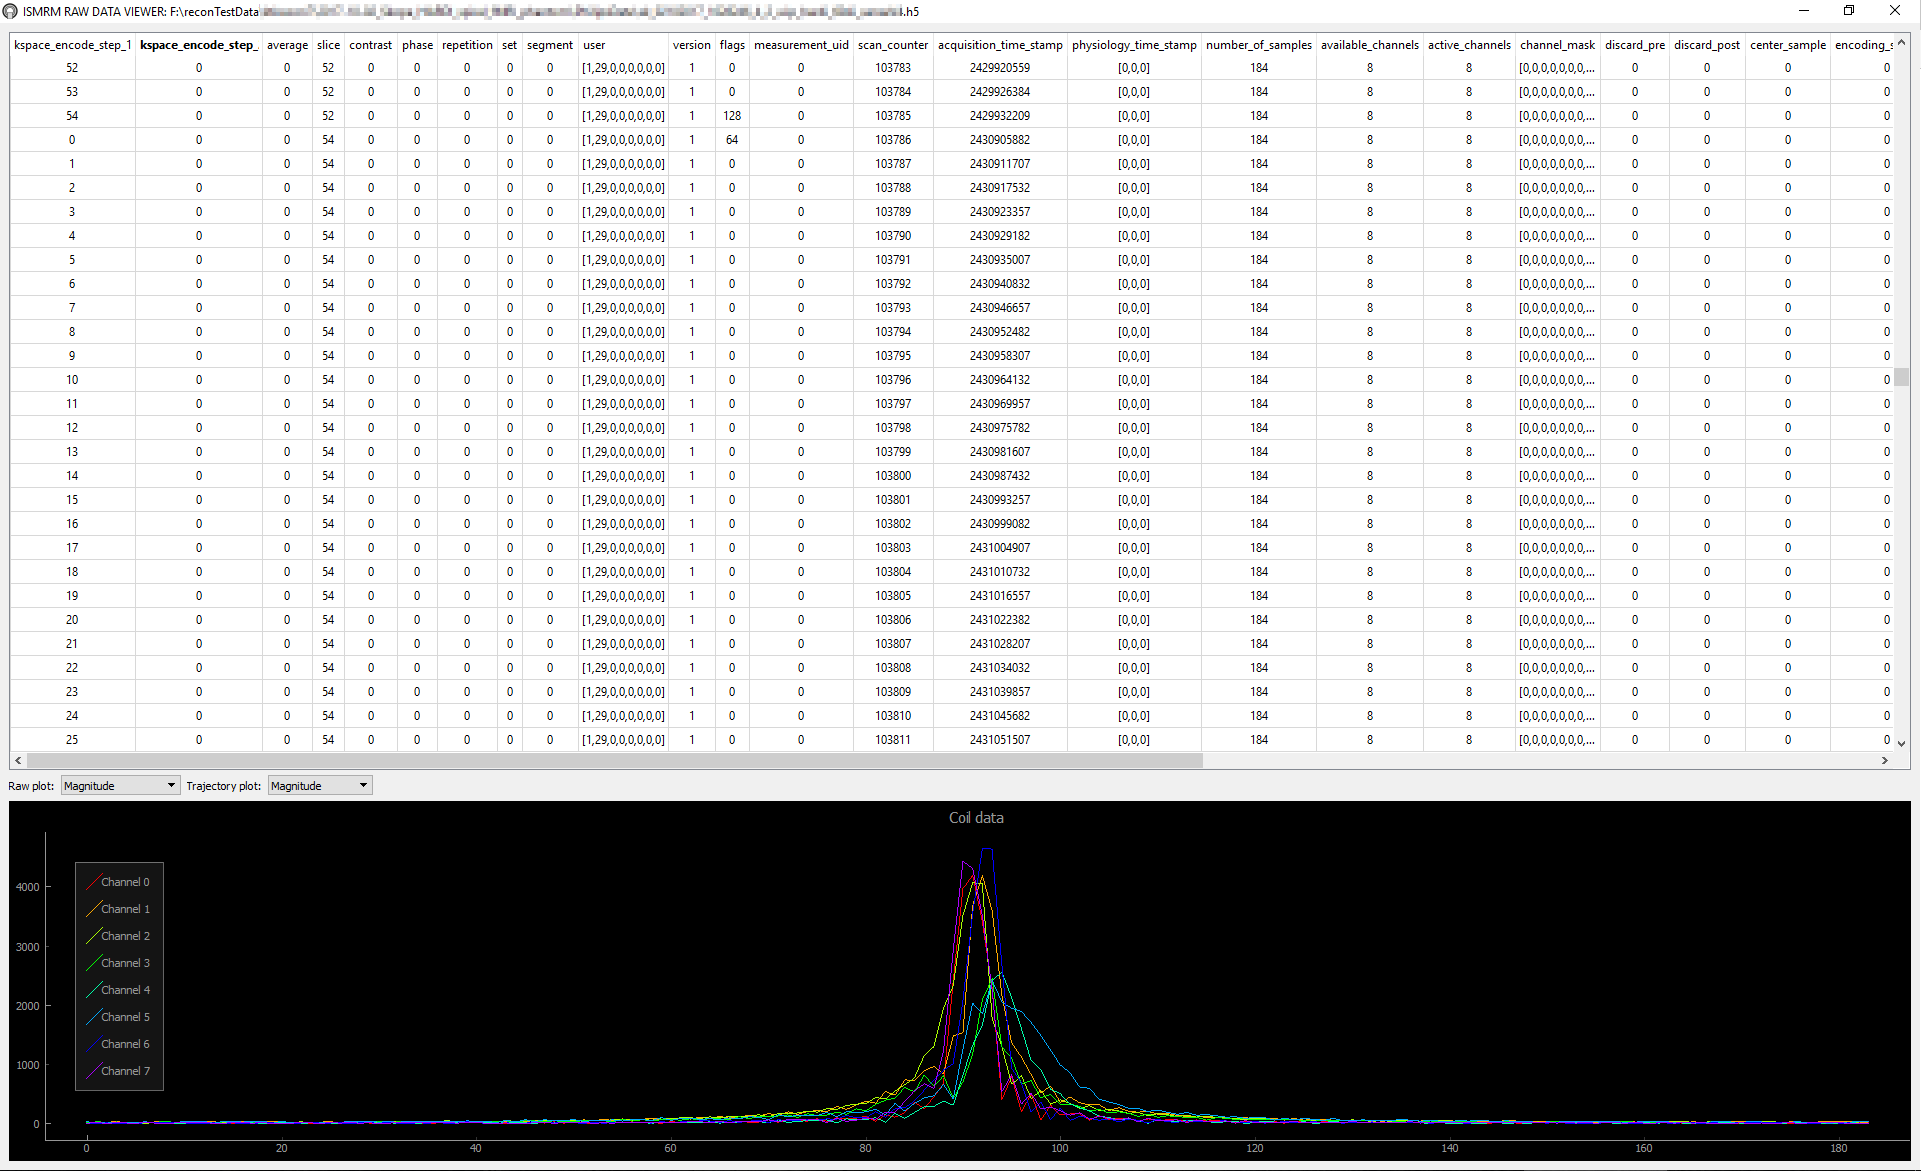 ISMRM RAW DATA VIEWER: F:\reconTestData 4.h5
kspace_encode_step_1 kspace_encode_step_ average slice contrast phase repetition set segment user version flags measurement_uid scan_counter acquisition_time_stamp physiology_time_stamp number_of_samples available_channels active_channels channel_mask discard_pre discard_post center_sample encoding_s
52 0 0 52 0 0 0 0 0 [1,29,0,0,0,0,0,0] 1 0 0 103783 2429920559 [0,0,0] 184 8 8 [0,0,0,0,0,0,... 0 0 0 0
53 0 0 52 0 0 0 0 0 [1,29,0,0,0,0,0,0] 1 0 0 103784 2429926384 [0,0,0] 184 8 8 [0,0,0,0,0,0,... 0 0 0 0
54 0 0 52 0 0 0 0 0 [1,29,0,0,0,0,0,0] 1 128 0 103785 2429932209 [0,0,0] 184 8 8 [0,0,0,0,0,0,... 0 0 0 0
0 0 0 54 0 0 0 0 0 [1,29,0,0,0,0,0,0] 1 64 0 103786 2430905882 [0,0,0] 184 8 8 [0,0,0,0,0,0,... 0 0 0 0
1 0 0 54 0 0 0 0 0 [1,29,0,0,0,0,0,0] 1 0 0 103787 2430911707 [0,0,0] 184 8 8 [0,0,0,0,0,0,... 0 0 0 0
2 0 0 54 0 0 0 0 0 [1,29,0,0,0,0,0,0] 1 0 0 103788 2430917532 [0,0,0] 184 8 8 [0,0,0,0,0,0,... 0 0 0 0
3 0 0 54 0 0 0 0 0 [1,29,0,0,0,0,0,0] 1 0 0 103789 2430923357 [0,0,0] 184 8 8 [0,0,0,0,0,0,... 0 0 0 0
4 0 0 54 0 0 0 0 0 [1,29,0,0,0,0,0,0] 1 0 0 103790 2430929182 [0,0,0] 184 8 8 [0,0,0,0,0,0,... 0 0 0 0
5 0 0 54 0 0 0 0 0 [1,29,0,0,0,0,0,0] 1 0 0 103791 2430935007 [0,0,0] 184 8 8 [0,0,0,0,0,0,... 0 0 0 0
6 0 0 54 0 0 0 0 0 [1,29,0,0,0,0,0,0] 1 0 0 103792 2430940832 [0,0,0] 184 8 8 [0,0,0,0,0,0,... 0 0 0 0
7 0 0 54 0 0 0 0 0 [1,29,0,0,0,0,0,0] 1 0 0 103793 2430946657 [0,0,0] 184 8 8 [0,0,0,0,0,0,... 0 0 0 0
8 0 0 54 0 0 0 0 0 [1,29,0,0,0,0,0,0] 1 0 0 103794 2430952482 [0,0,0] 184 8 8 [0,0,0,0,0,0,... 0 0 0 0
9 0 0 54 0 0 0 0 0 [1,29,0,0,0,0,0,0] 1 0 0 103795 2430958307 [0,0,0] 184 8 8 [0,0,0,0,0,0,... 0 0 0 0
10 0 0 54 0 0 0 0 0 [1,29,0,0,0,0,0,0] 1 0 0 103796 2430964132 [0,0,0] 184 8 8 [0,0,0,0,0,0,... 0 0 0 0
11 0 0 54 0 0 0 0 0 [1,29,0,0,0,0,0,0] 1 0 0 103797 2430969957 [0,0,0] 184 8 8 [0,0,0,0,0,0,... 0 0 0 0
12 0 0 54 0 0 0 0 0 [1,29,0,0,0,0,0,0] 1 0 0 103798 2430975782 [0,0,0] 184 8 8 [0,0,0,0,0,0,... 0 0 0 0
13 0 0 54 0 0 0 0 0 [1,29,0,0,0,0,0,0] 1 0 0 103799 2430981607 [0,0,0] 184 8 8 [0,0,0,0,0,0,... 0 0 0 0
14 0 0 54 0 0 0 0 0 [1,29,0,0,0,0,0,0] 1 0 0 103800 2430987432 [0,0,0] 184 8 8 [0,0,0,0,0,0,... 0 0 0 0
15 0 0 54 0 0 0 0 0 [1,29,0,0,0,0,0,0] 1 0 0 103801 2430993257 [0,0,0] 184 8 8 [0,0,0,0,0,0,... 0 0 0 0
16 0 0 54 0 0 0 0 0 [1,29,0,0,0,0,0,0] 1 0 0 103802 2430999082 [0,0,0] 184 8 8 [0,0,0,0,0,0,... 0 0 0 0
17 0 0 54 0 0 0 0 0 [1,29,0,0,0,0,0,0] 1 0 0 103803 2431004907 [0,0,0] 184 8 8 [0,0,0,0,0,0,... 0 0 0 0
18 0 0 54 0 0 0 0 0 [1,29,0,0,0,0,0,0] 1 0 0 103804 2431010732 [0,0,0] 184 8 8 [0,0,0,0,0,0,... 0 0 0 0
19 0 0 54 0 0 0 0 0 [1,29,0,0,0,0,0,0] 1 0 0 103805 2431016557 [0,0,0] 184 8 8 [0,0,0,0,0,0,... 0 0 0 0
20 0 0 54 0 0 0 0 0 [1,29,0,0,0,0,0,0] 1 0 0 103806 2431022382 [0,0,0] 184 8 8 [0,0,0,0,0,0,... 0 0 0 0
21 0 0 54 0 0 0 0 0 [1,29,0,0,0,0,0,0] 1 0 0 103807 2431028207 [0,0,0] 184 8 8 [0,0,0,0,0,0,... 0 0 0 0
22 0 0 54 0 0 0 0 0 [1,29,0,0,0,0,0,0] 1 0 0 103808 2431034032 [0,0,0] 184 8 8 [0,0,0,0,0,0,... 0 0 0 0
23 0 0 54 0 0 0 0 0 [1,29,0,0,0,0,0,0] 1 0 0 103809 2431039857 [0,0,0] 184 8 8 [0,0,0,0,0,0,... 0 0 0 0
24 0 0 54 0 0 0 0 0 [1,29,0,0,0,0,0,0] 1 0 0 103810 2431045682 [0,0,0] 184 8 8 [0,0,0,0,0,0,... 0 0 0 0
25 0 0 54 0 0 0 0 0 [1,29,0,0,0,0,0,0] 1 0 0 103811 2431051507 [0,0,0] 184 8 8 [0,0,0,0,0,0,... 0 0 0 0
Raw plot: Magnitude Trajectory plot: Magnitude
Coil data
4000
3000
2000
1000
0
Channel 0
Channel 1
Channel 2
Channel 3
Channel 4
Channel 5
Channel 6
Channel 7
0 20 40 60 80 100 120 140 160 180